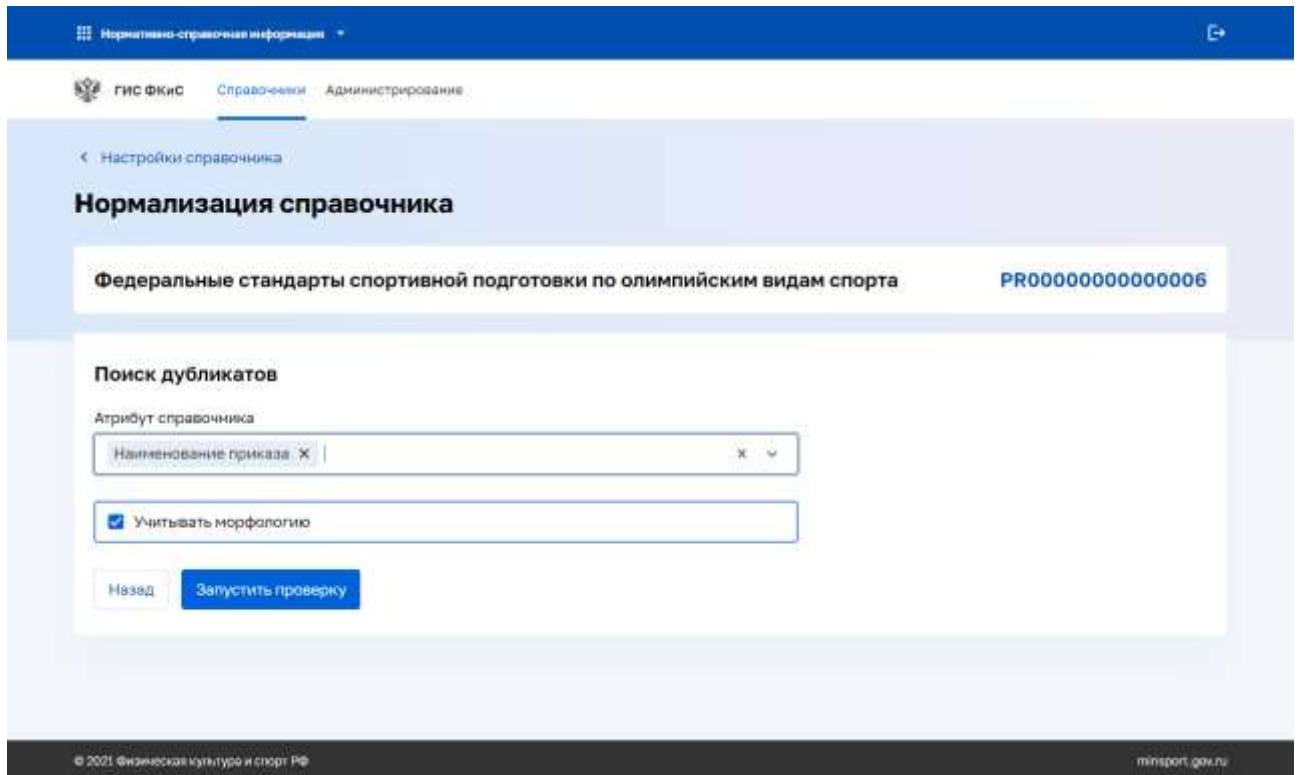 Нормативно-справочная информация
ГИС ФКиС Справочники Администрирование
Настройки справочника
Нормализация справочника
Федеральные стандарты спортивной подготовки по олимпийским видам спорта PR00000000000006
Поиск дубликатов
Атрибут справочника
Наименование приказа
Учитывать морфологию
Назад Запустить проверку
© 2021 Физическая культура и спорт РФ minsport.gov.ru